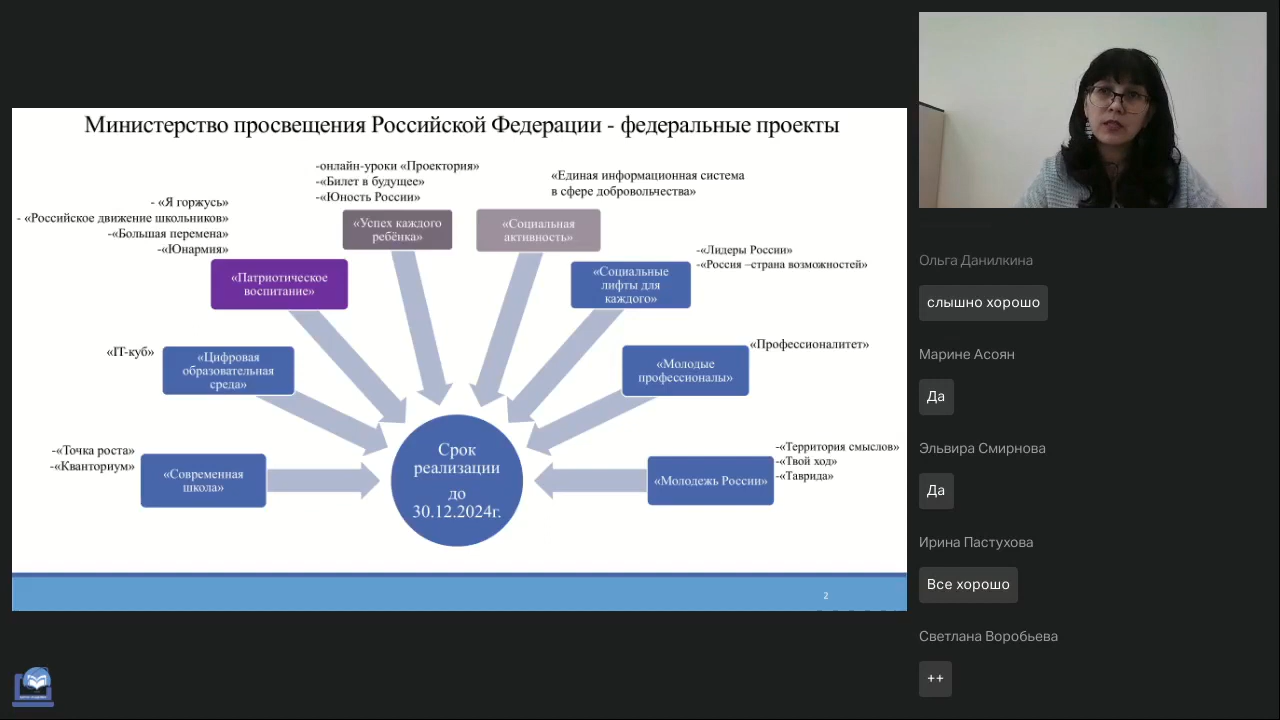 Министерство просвещения Российской Федерации - федеральные проекты
-онлайн-уроки «Проектория»
-«Билет в будущее»
-«Юность России»
«Единая информационная система
в сфере добровольчества»
- «Я горжусь»
- «Российское движение школьников»
-«Большая перемена»
-«Юнармия»
«Успех каждого
ребёнка»
«Социальная
активность»
-«Лидеры России»
-«Россия –страна возможностей»
«Патриотическое
воспитание»
«Социальные
лифты для
каждого»
«IT-куб»
«Цифровая
образовательная
среда»
«Молодые
профессионалы»
«Профессионалитет»
-«Точка роста»
-«Кванториум»
«Современная
школа»
Срок
реализации
до
30.12.2024г.
«Молодежь России»
-«Территория смыслов»
-«Твой ход»
-«Таврида»
2
Ольга Данилкина
слышно хорошо
Марине Асоян
Да
Эльвира Смирнова
Да
Ирина Пастухова
Все хорошо
Светлана Воробьева
++